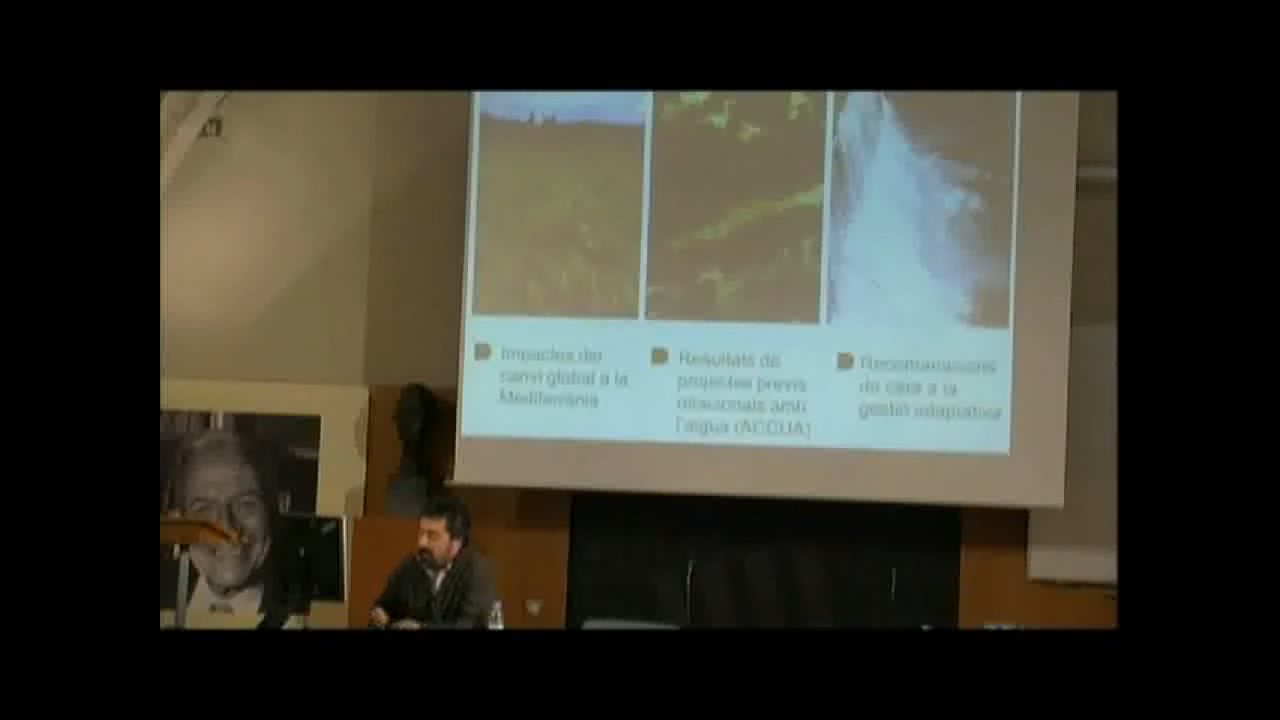 Impactes del
canvi global a la
Mediterrània
Resultats de
projectes previs
relacionats amb
l'aigua (ACCUA)
Recomanacions
de cara a la
gestió adaptativa